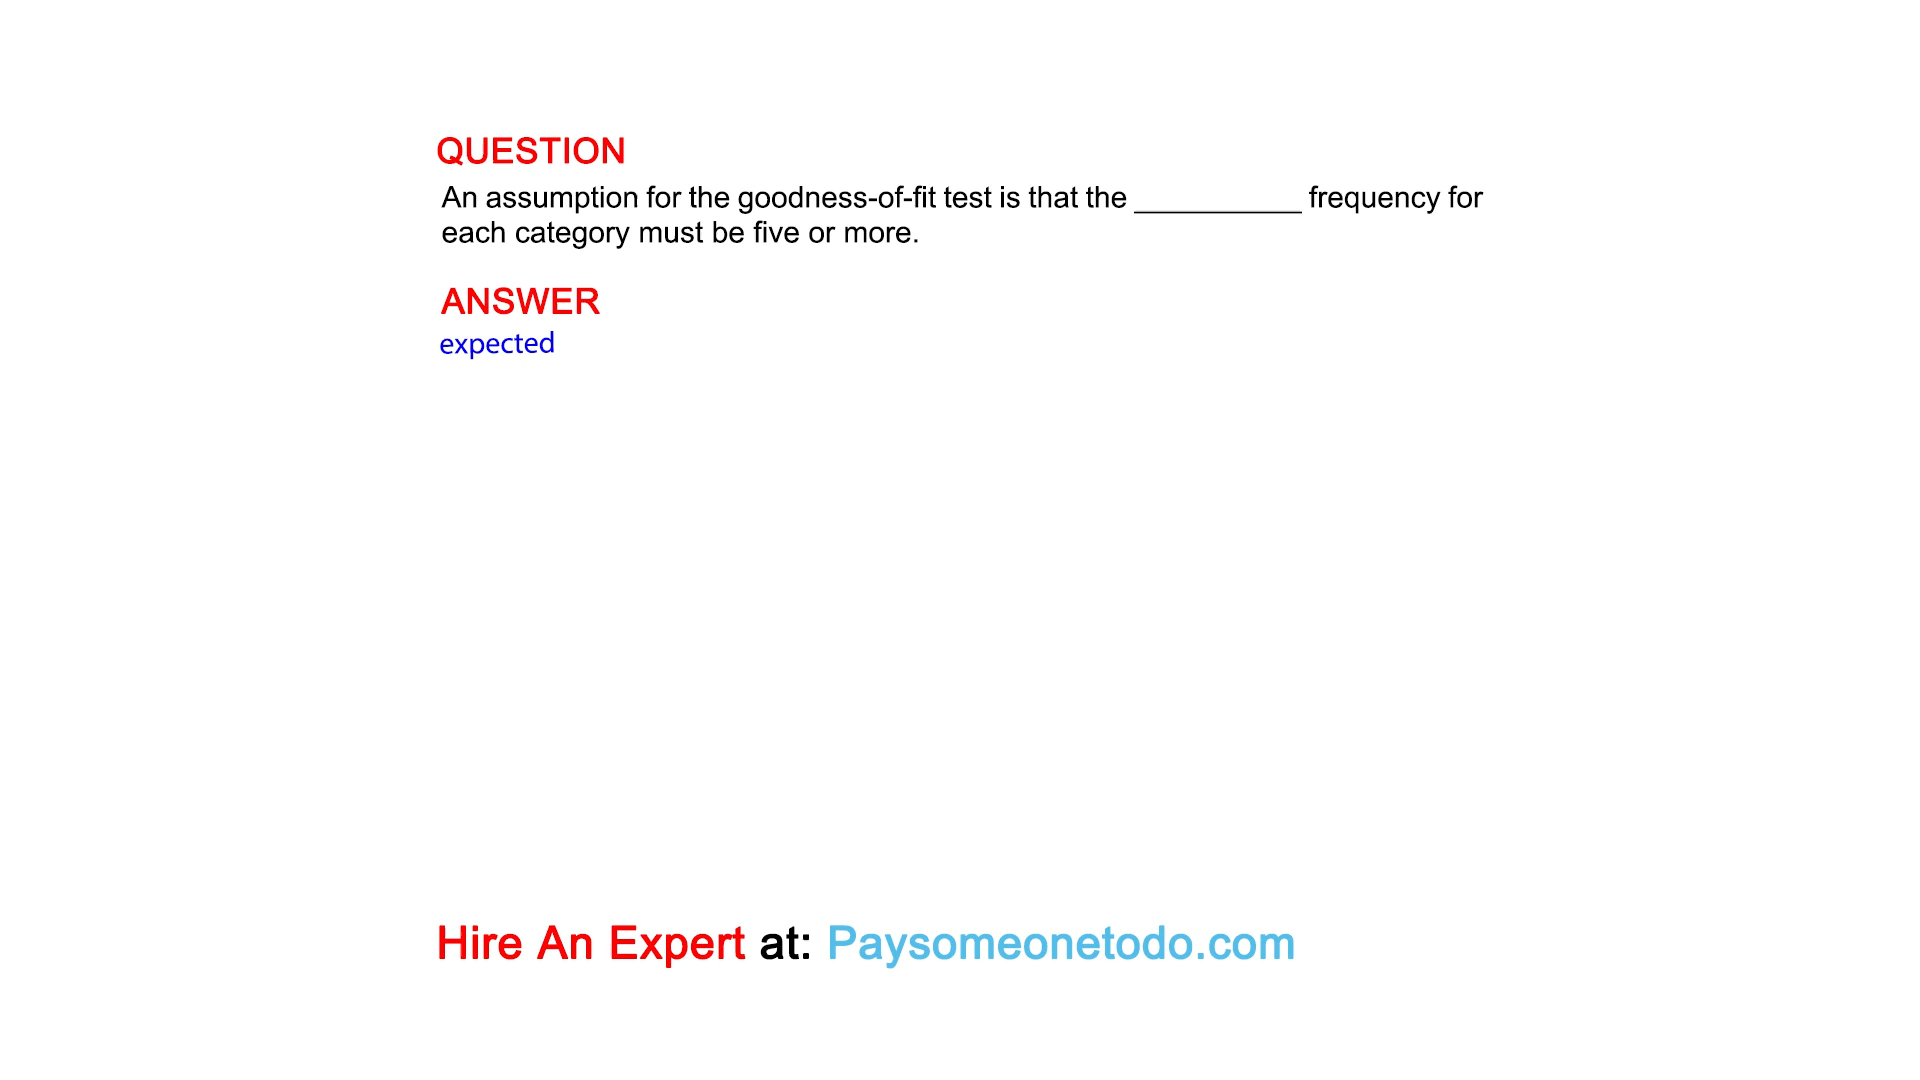 QUESTION
An assumption for the goodness-of-fit test is that the __________ frequency for
each category must be five or more.
ANSWER
expected
Hire An Expert at: Paysomeonetodo.com